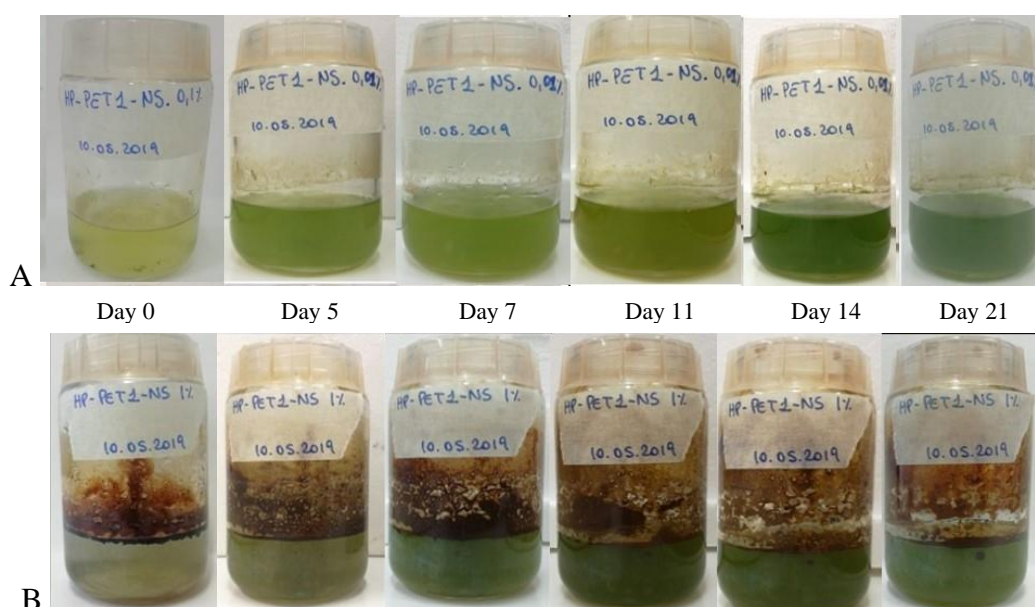 HP-PET1-NS. 0,1% HP-PET1-NS. 0,01% HP-PET1-NS. 0,01% HP-PET1-NS. 0,01% HP-PET1-NS. 0,01% HP-PET1-NS. 0,01
10.05.2019 10.05.2019 10.05.2019 10.05.2019 10.05.2019 10.05.2019
A
Day 0 Day 5 Day 7 Day 11 Day 14 Day 21
HP-PET1-NS 1% HP-PET1-NS 1% HP-PET1-NS 1% HP-PET1-NS 1% HP-PET1-NS 1% HP-PET1-NS 1%
10.05.2019 10.05.2019 10.05.2019 10.05.2019 10.05.2019 10.05.2019
B